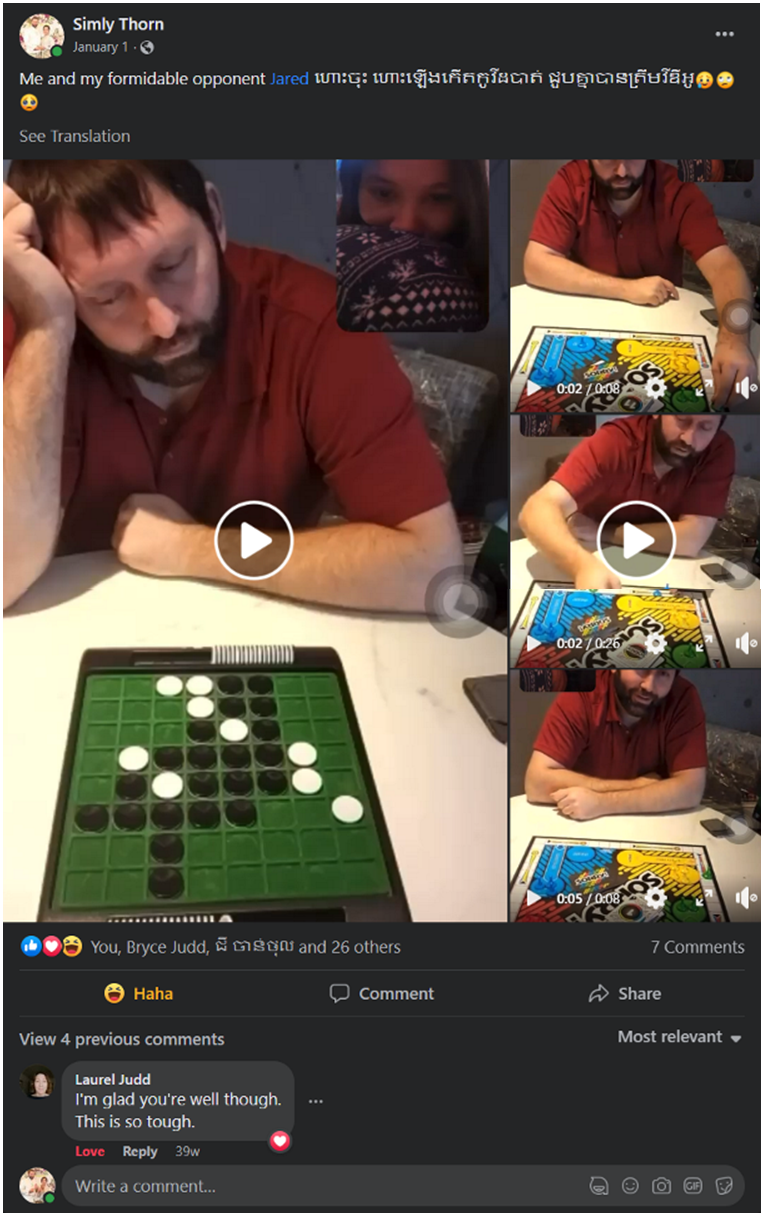 Simly Thorn
January 1 ·
Me and my formidable opponent Jared ហោះចុះ ហោះឡើងកើតកូវីដបាត់ ជួបគ្នាបានត្រឹមវីឌីអូ
See Translation
0:02 / 0:08
0:02 / 0:26
0:05 / 0:08
You, Bryce Judd, ជី បាន់ថុល and 26 others
7 Comments
Haha
Comment
Share
View 4 previous comments
Most relevant
Laurel Judd
I'm glad you're well though.
This is so tough.
Love Reply 39w
Write a comment...
GIF